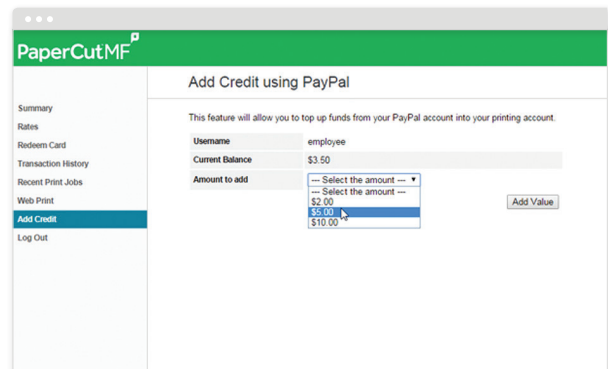 PaperCutMF
Add Credit using PayPal
Summary
Rates
Redeem Card
Transaction History
Recent Print Jobs
Web Print
Add Credit
Log Out
This feature will allow you to top up funds from your PayPal account into your printing account.
Username employee
Current Balance $3.50
Amount to add --- Select the amount ---
--- Select the amount ---
$2.00
$5.00
$10.00
Add Value